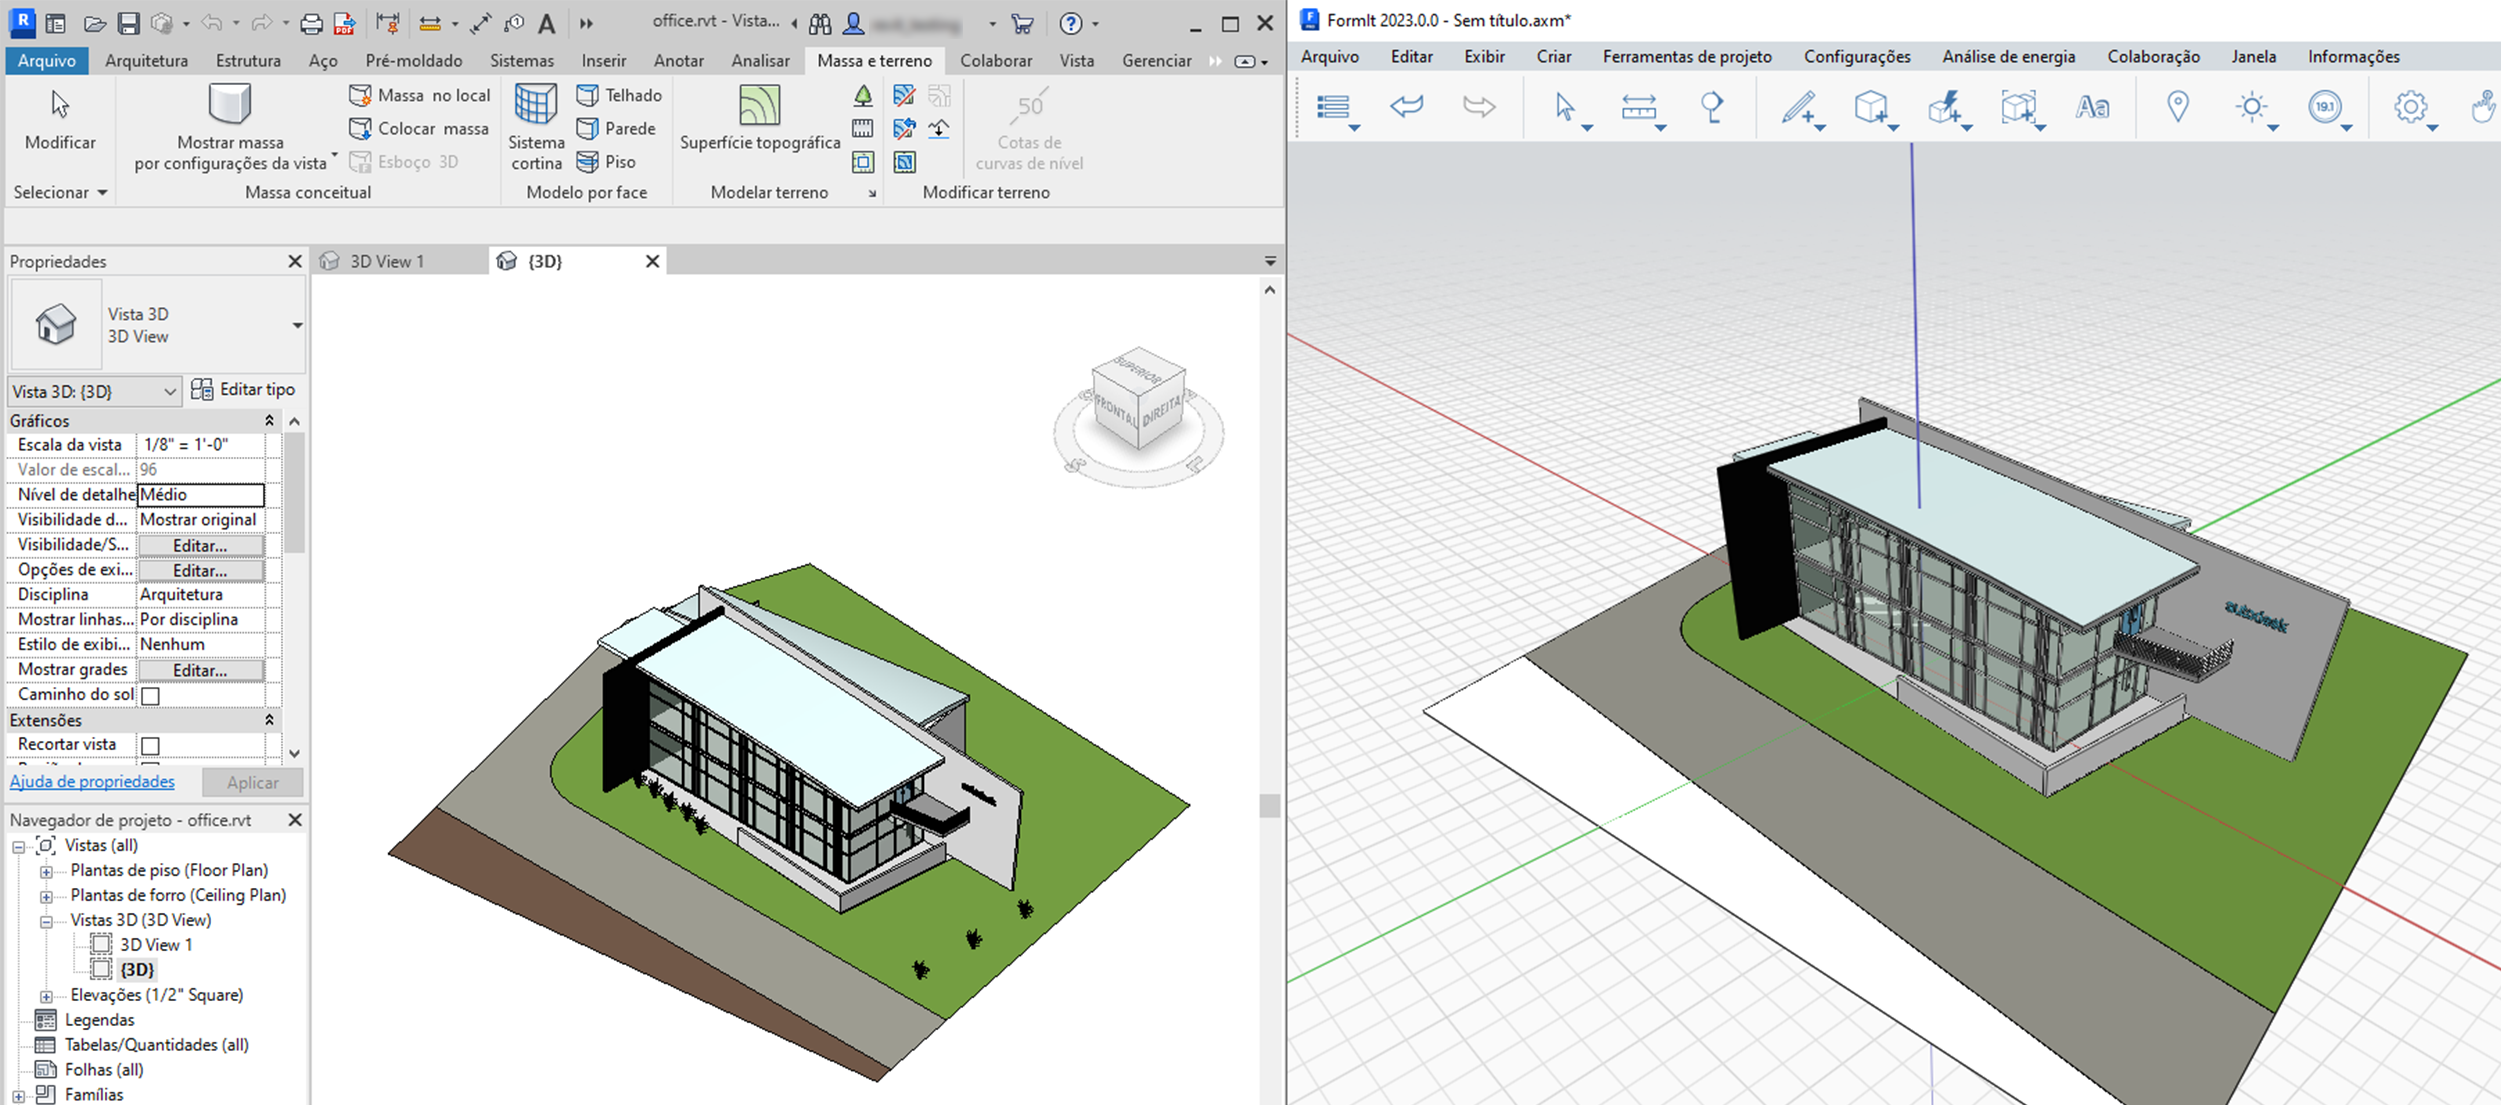 office.rvt - Vista...
Arquivo
Arquitetura
Estrutura
Aço
Pré-moldado
Sistemas
Inserir
Anotar
Analisar
Massa e terreno
Colaborar
Vista
Gerenciar
Modificar
Selecionar
Mostrar massa
por configurações da vista
Massa no local
Colocar massa
Esboço 3D
Massa conceitual
Sistema
cortina
Telhado
Parede
Piso
Modelo por face
Superfície topográfica
Modelar terreno
Modificar terreno
50
Cotas de
curvas de nível
Propriedades
Vista 3D
3D View
Vista 3D: {3D}
Editar tipo
Gráficos
Escala da vista 1/8" = 1'-0"
Valor de escal... 96
Nível de detalhe Médio
Visibilidade d... Mostrar original
Visibilidade/S... Editar...
Opções de exi... Editar...
Disciplina Arquitetura
Mostrar linhas... Por disciplina
Estilo de exibi... Nenhum
Mostrar grades Editar...
Caminho do sol
Extensões
Recortar vista
Ajuda de propriedades
Aplicar
Navegador de projeto - office.rvt
Vistas (all)
Plantas de piso (Floor Plan)
Plantas de forro (Ceiling Plan)
Vistas 3D (3D View)
3D View 1
{3D}
Elevações (1/2" Square)
Legendas
Tabelas/Quantidades (all)
Folhas (all)
Famílias
3D View 1
{3D}
SUPERIOR
FRONTAL
DIREITA
FormIt 2023.0.0 - Sem título.axm*
Arquivo
Editar
Exibir
Criar
Ferramentas de projeto
Configurações
Análise de energia
Colaboração
Janela
Informações
Aa
19.1
autodesk